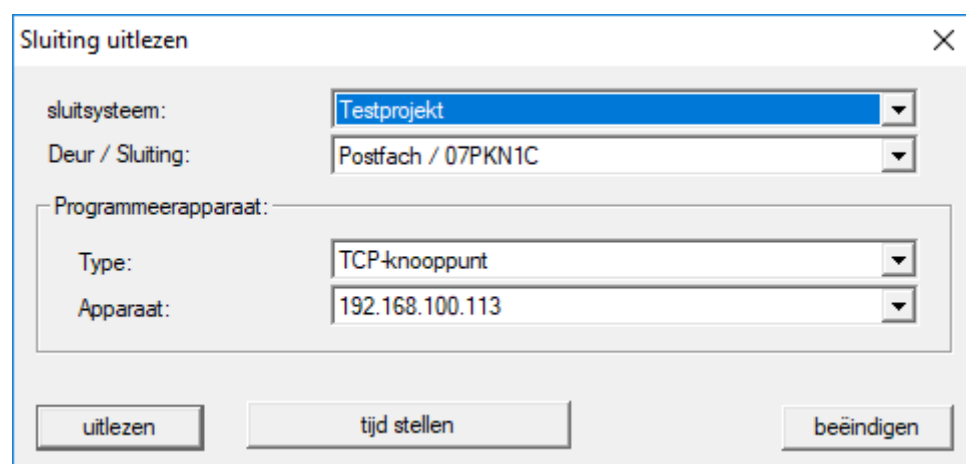 Sluiting uitlezen
sluitsysteem: Testprojekt
Deur / Sluiting: Postfach / 07PKN1C
Programmeerapparaat:
Type: TCP-knooppunt
Apparaat: 192.168.100.113
uitlezen tijd stellen beëindigen